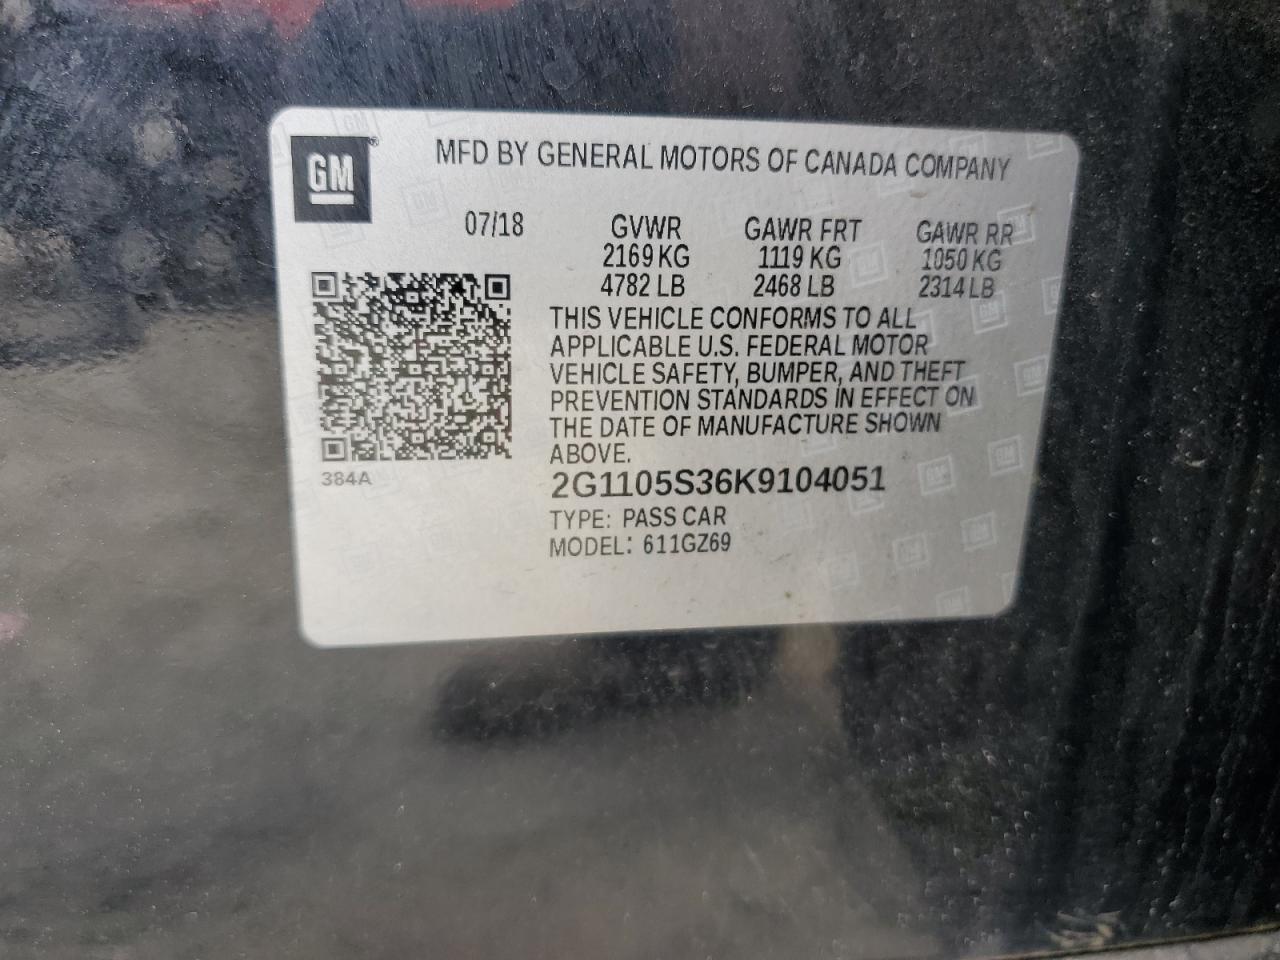 GM®
MFD BY GENERAL MOTORS OF CANADA COMPANY
07/18 GVWR GAWR FRT GAWR RR
2169 KG 1119 KG 1050 KG
4782 LB 2468 LB 2314 LB
THIS VEHICLE CONFORMS TO ALL
APPLICABLE U.S. FEDERAL MOTOR
VEHICLE SAFETY, BUMPER, AND THEFT
PREVENTION STANDARDS IN EFFECT ON
THE DATE OF MANUFACTURE SHOWN
ABOVE.
384A
2G1105S36K9104051
TYPE: PASS CAR
MODEL: 611GZ69